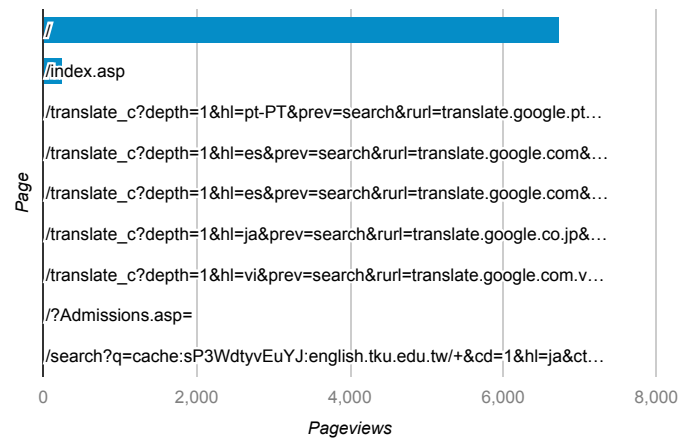 /
/index.asp
/translate_c?depth=1&hl=pt-PT&prev=search&rurl=translate.google.pt…
/translate_c?depth=1&hl=es&prev=search&rurl=translate.google.com&…
/translate_c?depth=1&hl=es&prev=search&rurl=translate.google.com&…
/translate_c?depth=1&hl=ja&prev=search&rurl=translate.google.co.jp&…
/translate_c?depth=1&hl=vi&prev=search&rurl=translate.google.com.v…
/?Admissions.asp=
/search?q=cache:sP3WdtyvEuYJ:english.tku.edu.tw/+&cd=1&hl=ja&ct…
Page
0 2,000 4,000 6,000 8,000
Pageviews